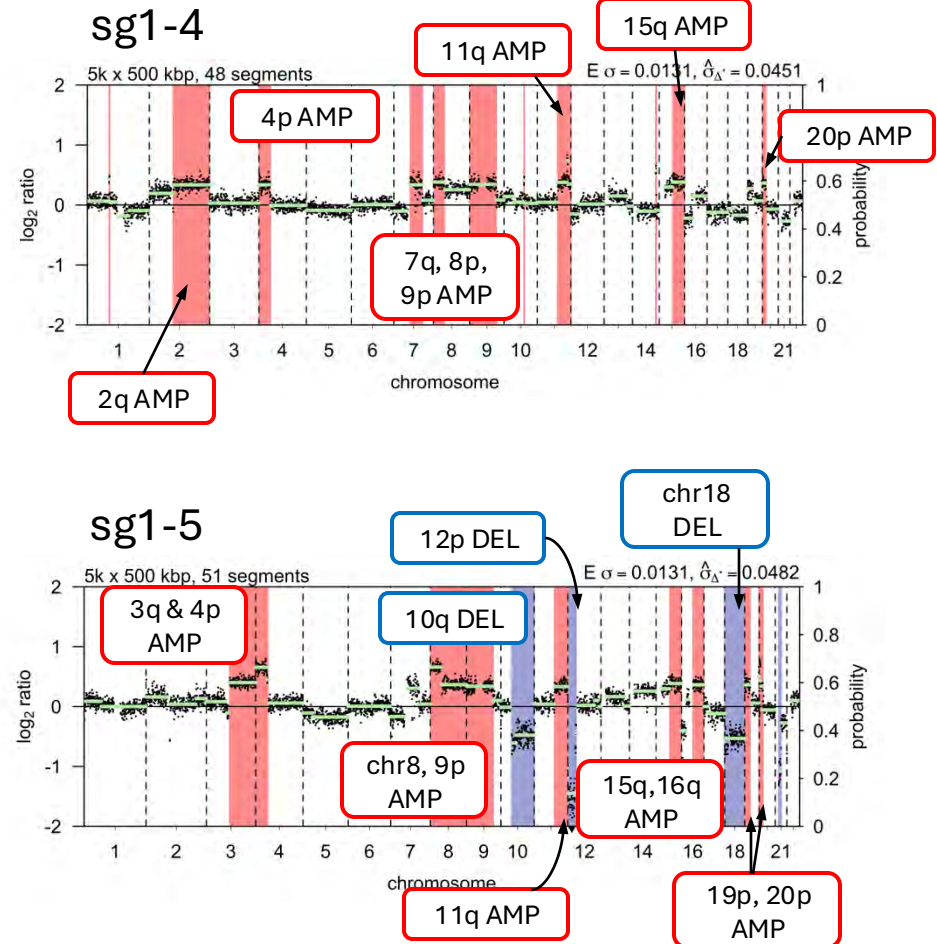 sg1-4
11q AMP
15q AMP
5k x 500 kbp, 48 segments
E σ = 0.0131, σ̂Δ* = 0.0451
4p AMP
20p AMP
2
1
0
-1
-2
log2 ratio
1
0.6
0.4
0.2
0
probability
7q, 8p,
9p AMP
1 2 3 4 5 6 7 8 9 10 12 14 16 18 21
chromosome
2q AMP
sg1-5
12p DEL
chr18
DEL
5k x 500 kbp, 51 segments
E σ = 0.0131, σ̂Δ* = 0.0482
3q & 4p
AMP
10q DEL
2
1
0
-1
-2
log2 ratio
1
0.8
0.6
0.4
0.2
0
probability
chr8, 9p
AMP
15q,16q
AMP
1 2 3 4 5 6 7 8 9 10 12 14 16 18 21
chromosome
11q AMP
19p, 20p
AMP